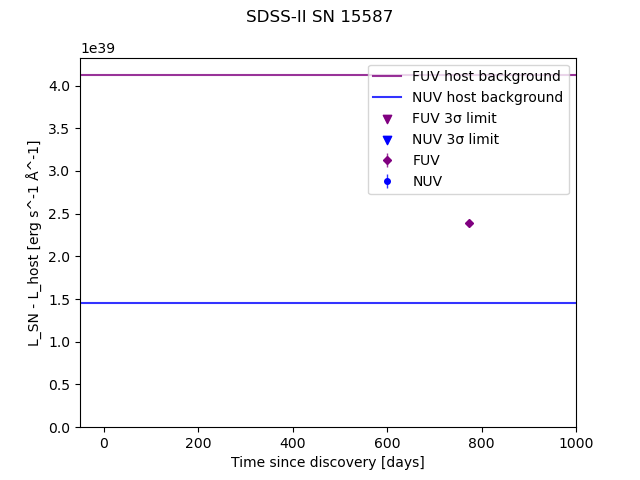 SDSS-II SN 15587
1e39
FUV host background
NUV host background
FUV 3σ limit
NUV 3σ limit
FUV
NUV
4.0
3.5
3.0
2.5
2.0
1.5
1.0
0.5
0.0
L_SN - L_host [erg s^-1 Å^-1]
0 200 400 600 800 1000
Time since discovery [days]